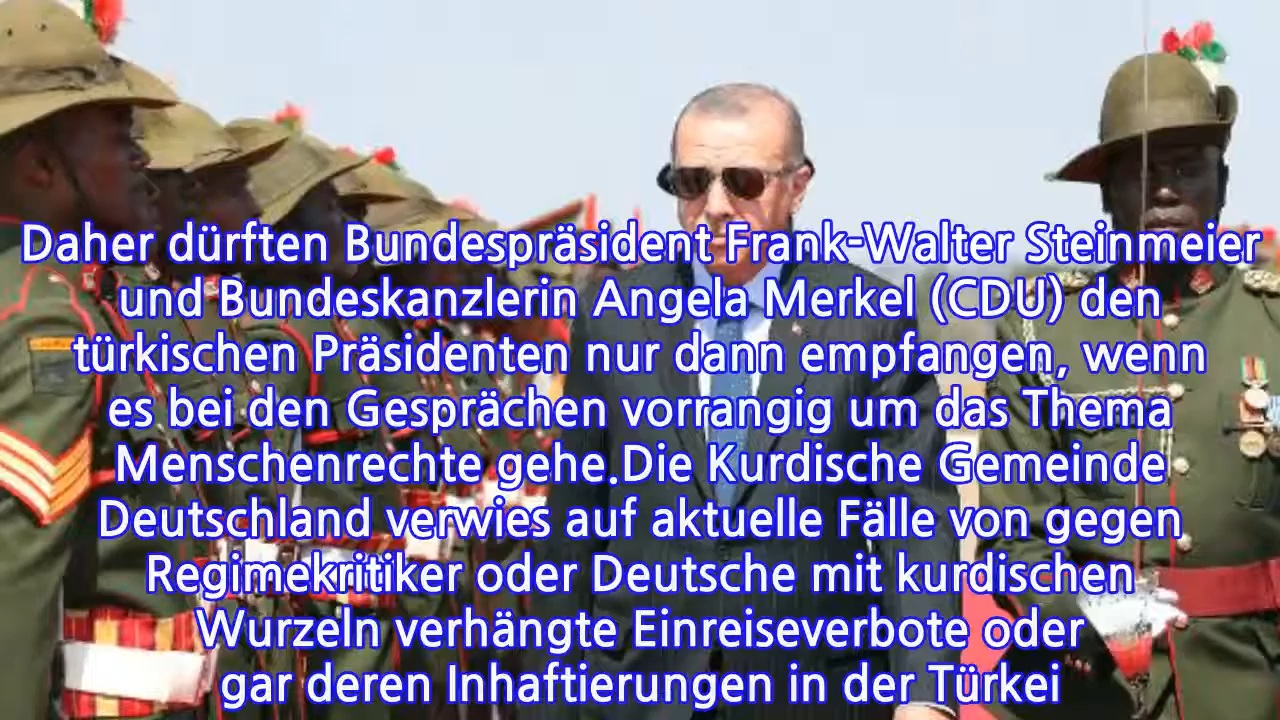 Daher dürften Bundespräsident Frank-Walter Steinmeier
und Bundeskanzlerin Angela Merkel (CDU) den
türkischen Präsidenten nur dann empfangen, wenn
es bei den Gesprächen vorrangig um das Thema
Menschenrechte gehe.Die Kurdische Gemeinde
Deutschland verwies auf aktuelle Fälle von gegen
Regimekritiker oder Deutsche mit kurdischen
Wurzeln verhängte Einreiseverbote oder
gar deren Inhaftierungen in der Türkei